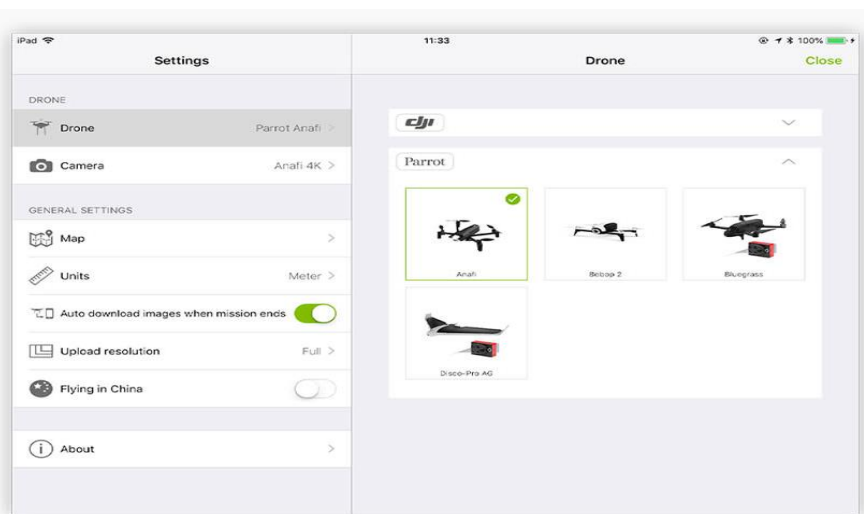 iPad 11:33 100%
Settings
Drone
Close
DRONE
Drone Parrot Anafi
Camera Anafi 4K
GENERAL SETTINGS
Map
Units Meter
Auto download images when mission ends
Upload resolution Full
Flying in China
About
dji
Parrot
Anafi Bebop 2 Bluegrass
Disco-Pro AG